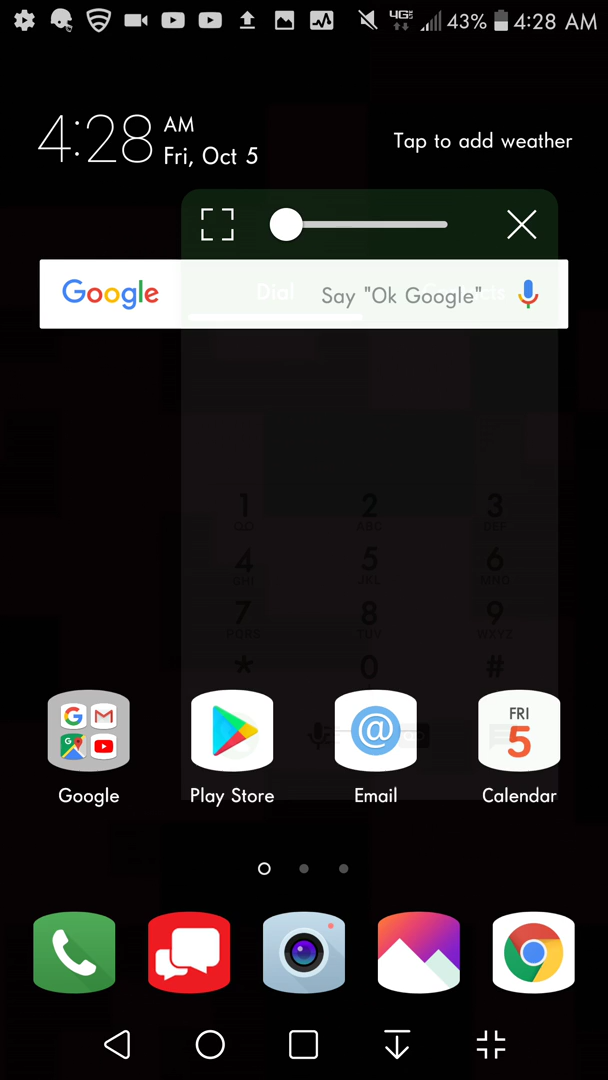 4G 43% 4:28 AM
4:28 AM
Fri, Oct 5
Tap to add weather
Google Dial Say "Ok Google"
1 2 3
ABC DEF
4 5 6
GHI JKL MNO
7 8 9
PQRS TUV WXYZ
* 0 #
FRI
5
Google Play Store Email Calendar